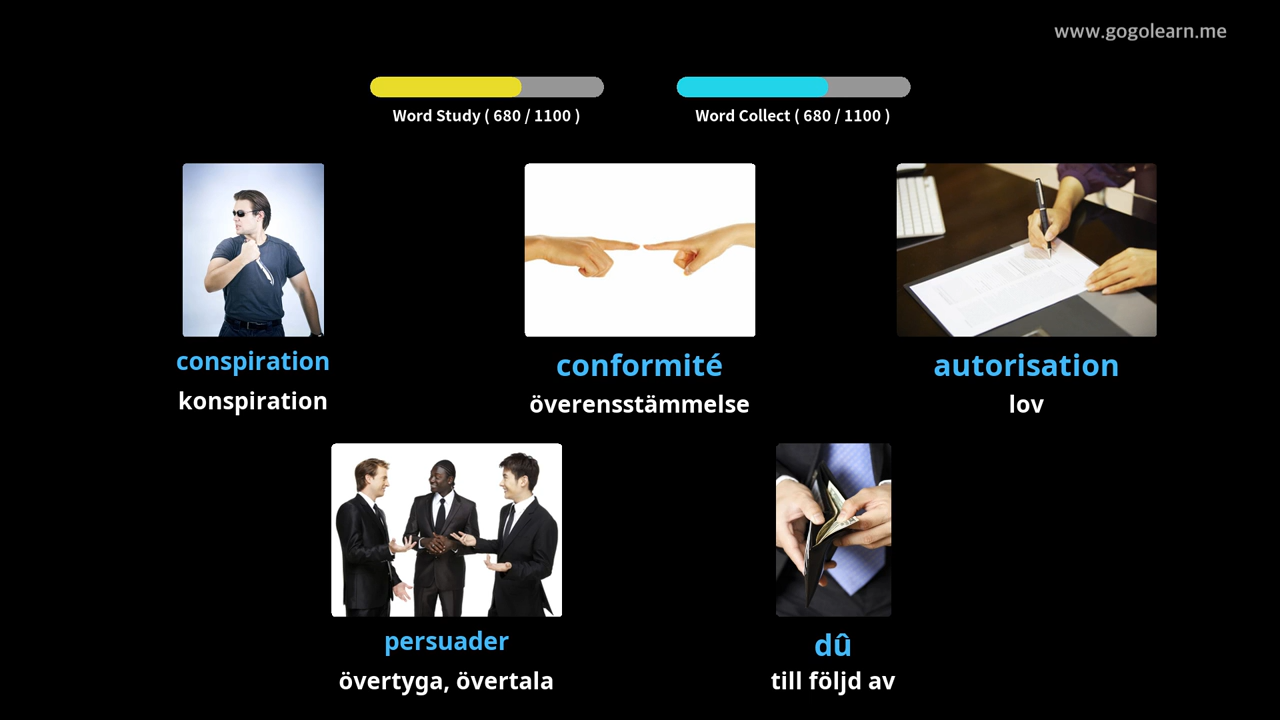 www.gogolearn.me
Word Study ( 680 / 1100 )
Word Collect ( 680 / 1100 )
conspiration
konspiration
conformité
överensstämmelse
autorisation
lov
persuader
övertyga, övertala
dû
till följd av